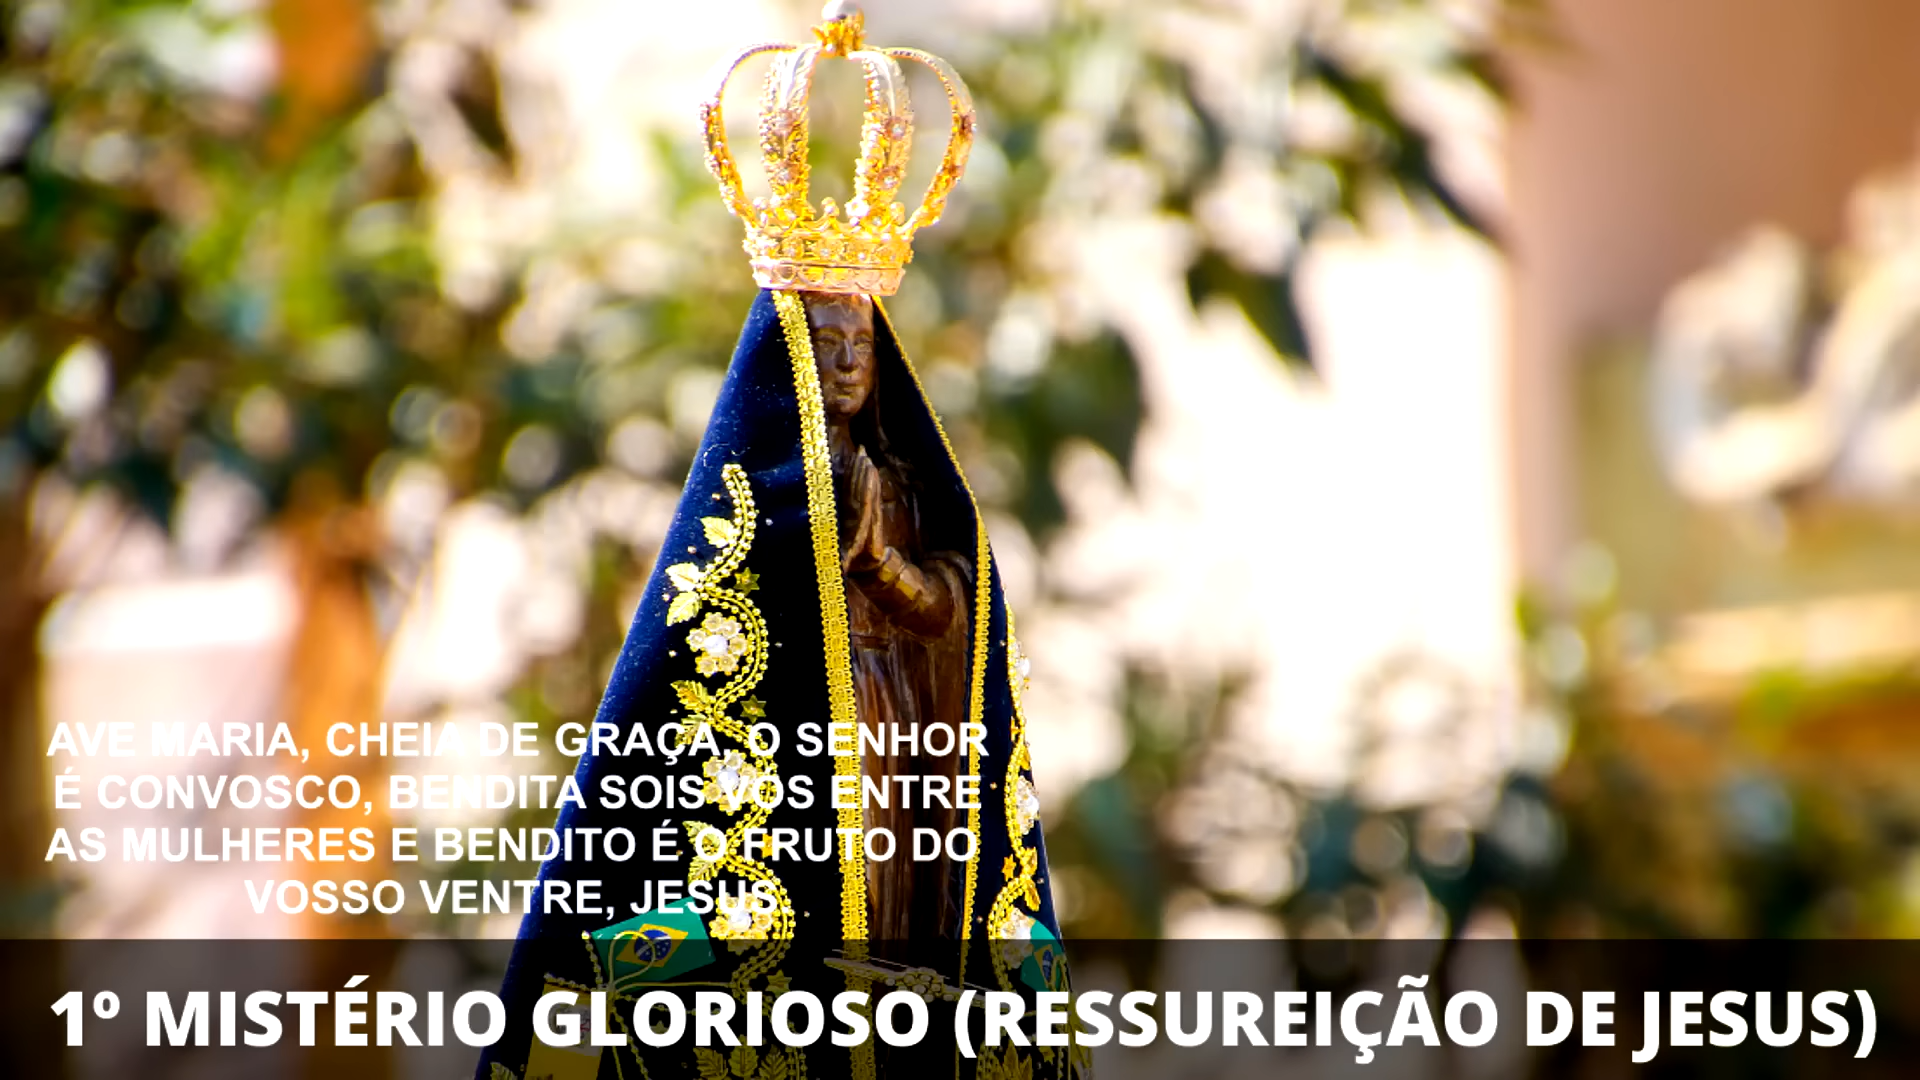 AVE MARIA, CHEIA DE GRAÇA, O SENHOR
É CONVOSCO, BENDITA SOIS VÓS ENTRE
AS MULHERES E BENDITO É O FRUTO DO
VOSSO VENTRE, JESUS.
1º MISTÉRIO GLORIOSO (RESSUREIÇÃO DE JESUS)